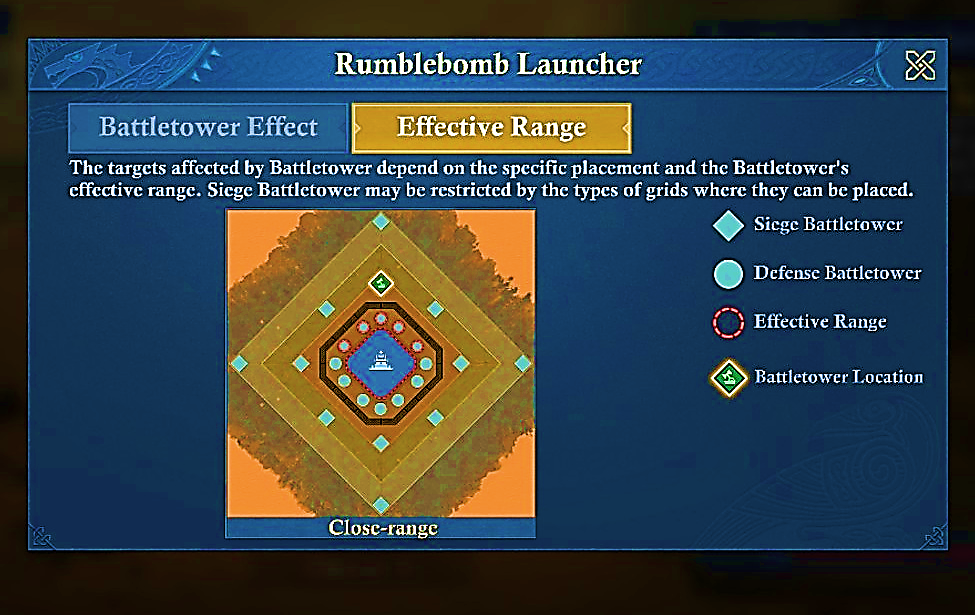 Rumblebomb Launcher
Battletower Effect
Effective Range
The targets affected by Battletower depend on the specific placement and the Battletower's
effective range. Siege Battletower may be restricted by the types of grids where they can be placed.
Siege Battletower
Defense Battletower
Effective Range
Battletower Location
Close-range